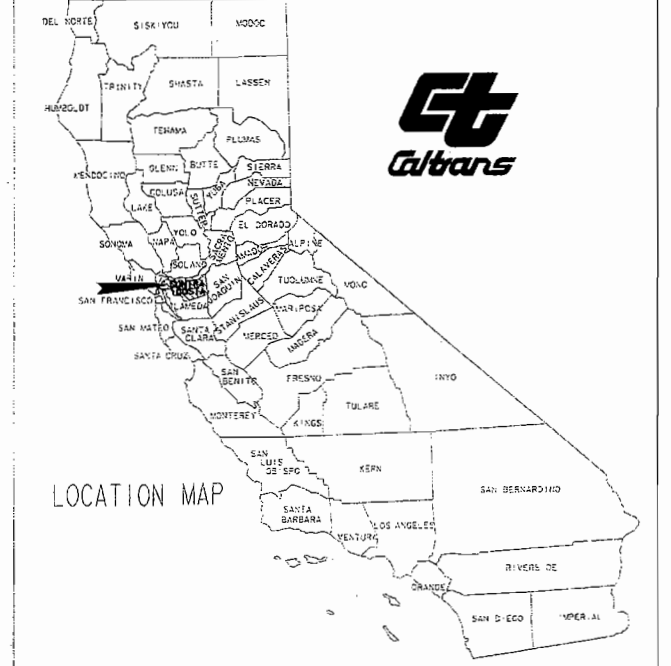 DEL NORTE
SISKIYOU
MODOC
TRINITY
SHASTA
LASSEN
HUMBOLDT
TEHAMA
PLUMAS
MENDOCINO
GLENN
BUTTE
SIERRA
NEVADA
COLUSA
YUBA
SUTTER
PLACER
LAKE
EL DORADO
YOLO
SONOMA
NAPA
SACRA
MENTO
AMADOR
ALPINE
SOLANO
CALAVERAS
MARIN
CONTRA
COSTA
SAN
JOAQUIN
TUOLUMNE
MONO
SAN FRANCISCO
ALAMEDA
STANISLAUS
MARIPOSA
SAN MATEO
SANTA
CLARA
MERCED
MADERA
SANTA CRUZ
SAN
BENITO
FRESNO
INYO
MONTEREY
KINGS
TULARE
SAN
LUIS
OBISPO
KERN
SAN BERNARDINO
SANTA
BARBARA
VENTURA
LOS ANGELES
RIVERSIDE
ORANGE
SAN DIEGO
IMPERIAL
LOCATION MAP
Ct
Caltrans